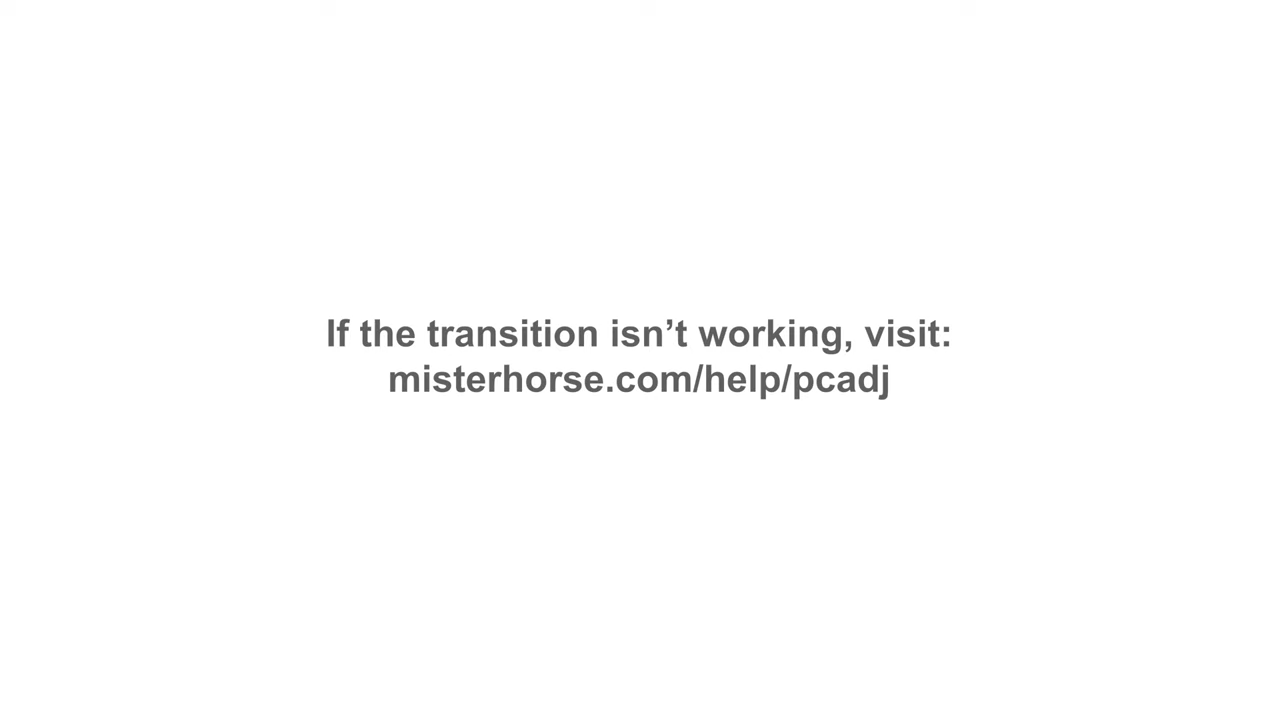 If the transition isn’t working, visit:
misterhorse.com/help/pcadj